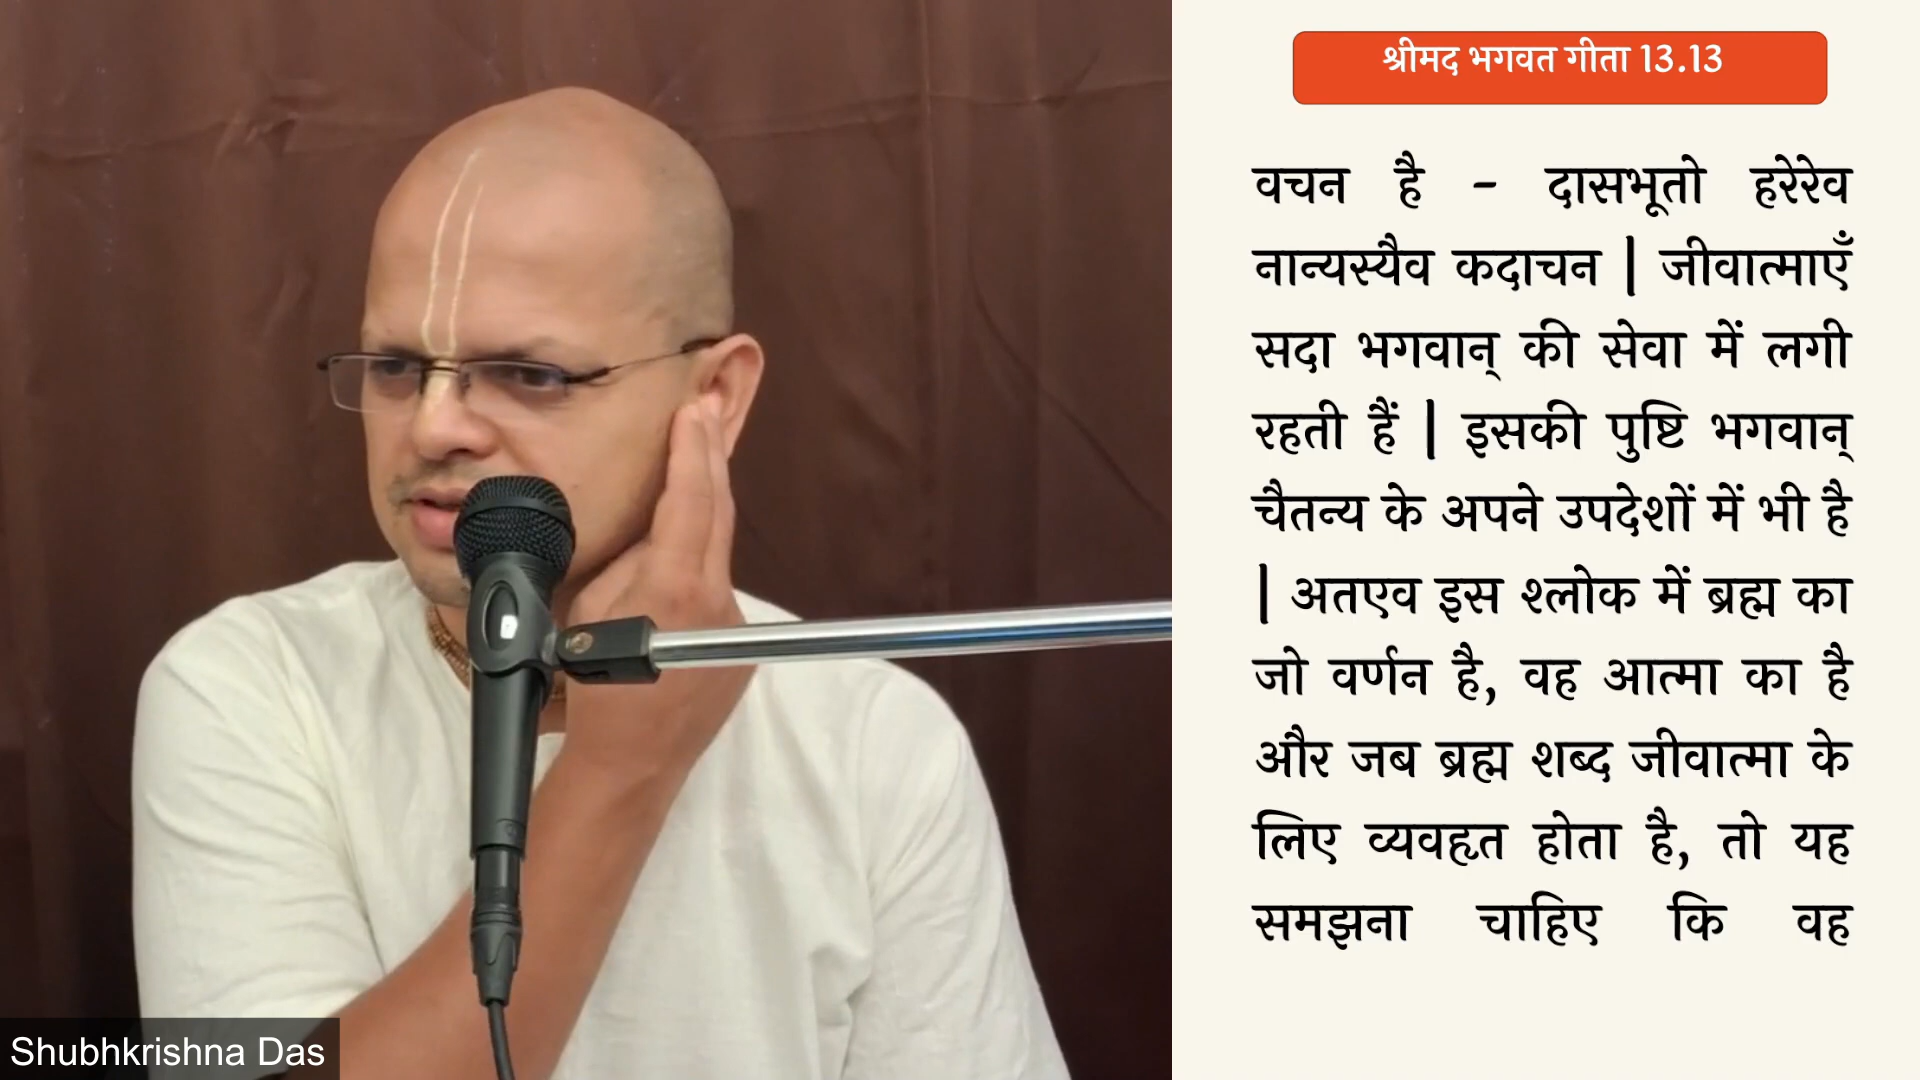 श्रीमद भगवत गीता 13.13
वचन है - दासभूतो हरेरेव
नान्यस्यैव कदाचन | जीवात्माएँ
सदा भगवान् की सेवा में लगी
रहती हैं | इसकी पुष्टि भगवान्
चैतन्य के अपने उपदेशों में भी है
| अतएव इस श्लोक में ब्रह्म का
जो वर्णन है, वह आत्मा का है
और जब ब्रह्म शब्द जीवात्मा के
लिए व्यवहृत होता है, तो यह
समझना चाहिए कि वह
Shubhkrishna Das